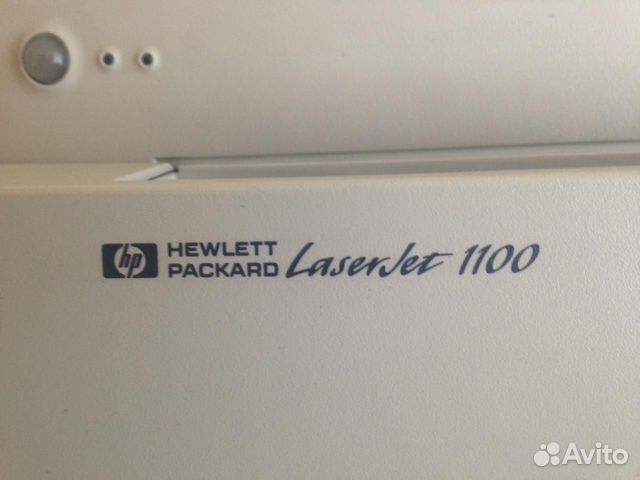 hp HEWLETT PACKARD LaserJet 1100
Avito